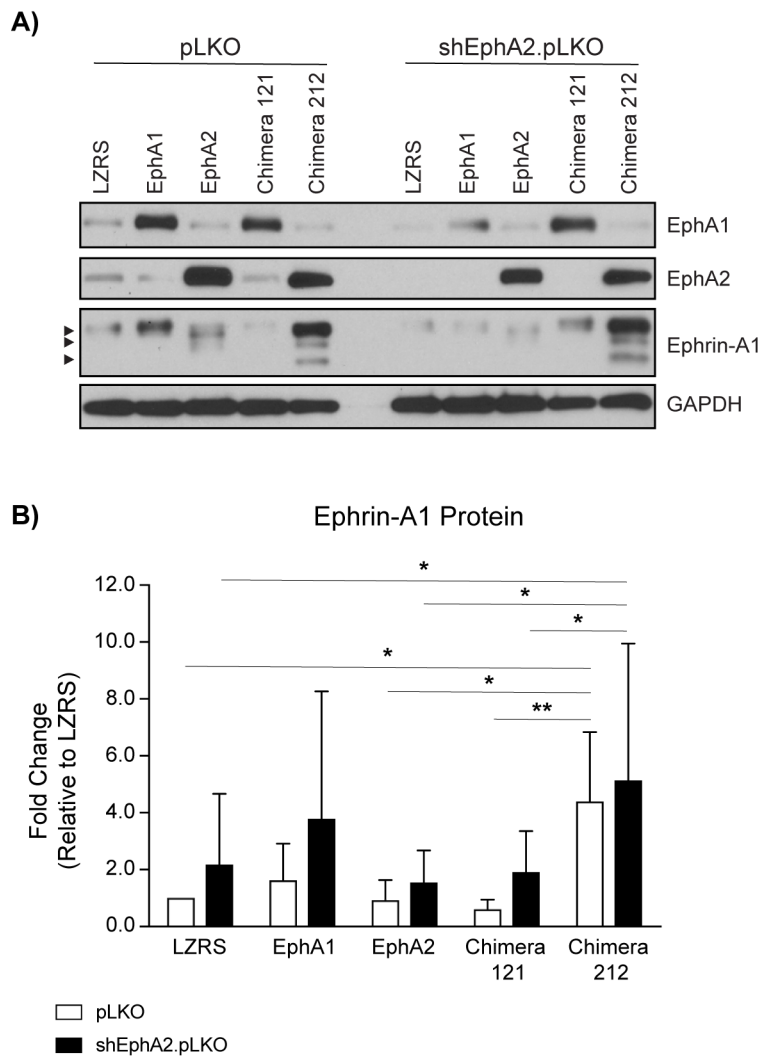 A)
pLKO shEphA2.pLKO
LZRS EphA1 EphA2 Chimera 121 Chimera 212 LZRS EphA1 EphA2 Chimera 121 Chimera 212
EphA1
EphA2
Ephrin-A1
GAPDH
B)
Ephrin-A1 Protein
Fold Change
(Relative to LZRS)
12.0
10.0
8.0
6.0
4.0
2.0
0.0
*
*
*
*
*
**
LZRS EphA1 EphA2 Chimera Chimera
121 212
pLKO
shEphA2.pLKO